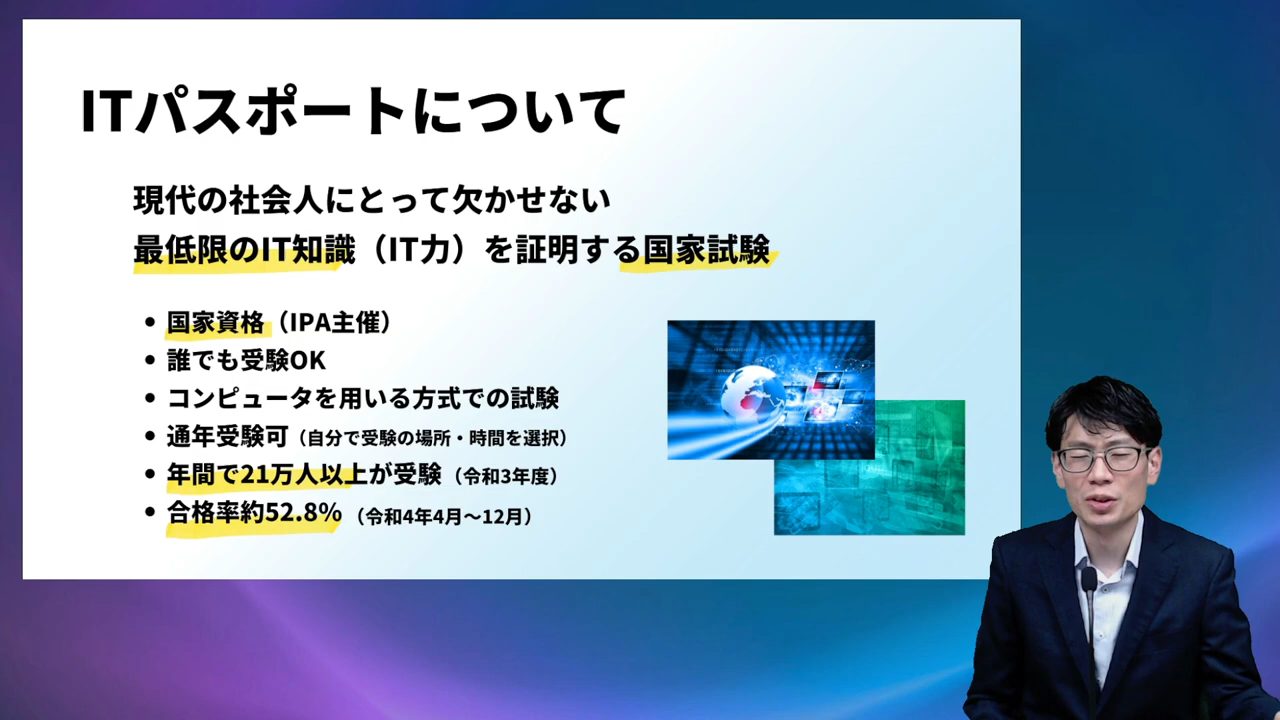 ITパスポートについて
現代の社会人にとって欠かせない
最低限のIT知識（IT力）を証明する国家試験
• 国家資格（IPA主催）
• 誰でも受験OK
• コンピュータを用いる方式での試験
• 通年受験可（自分で受験の場所・時間を選択）
• 年間で21万人以上が受験（令和3年度）
• 合格率約52.8%（令和4年4月〜12月）